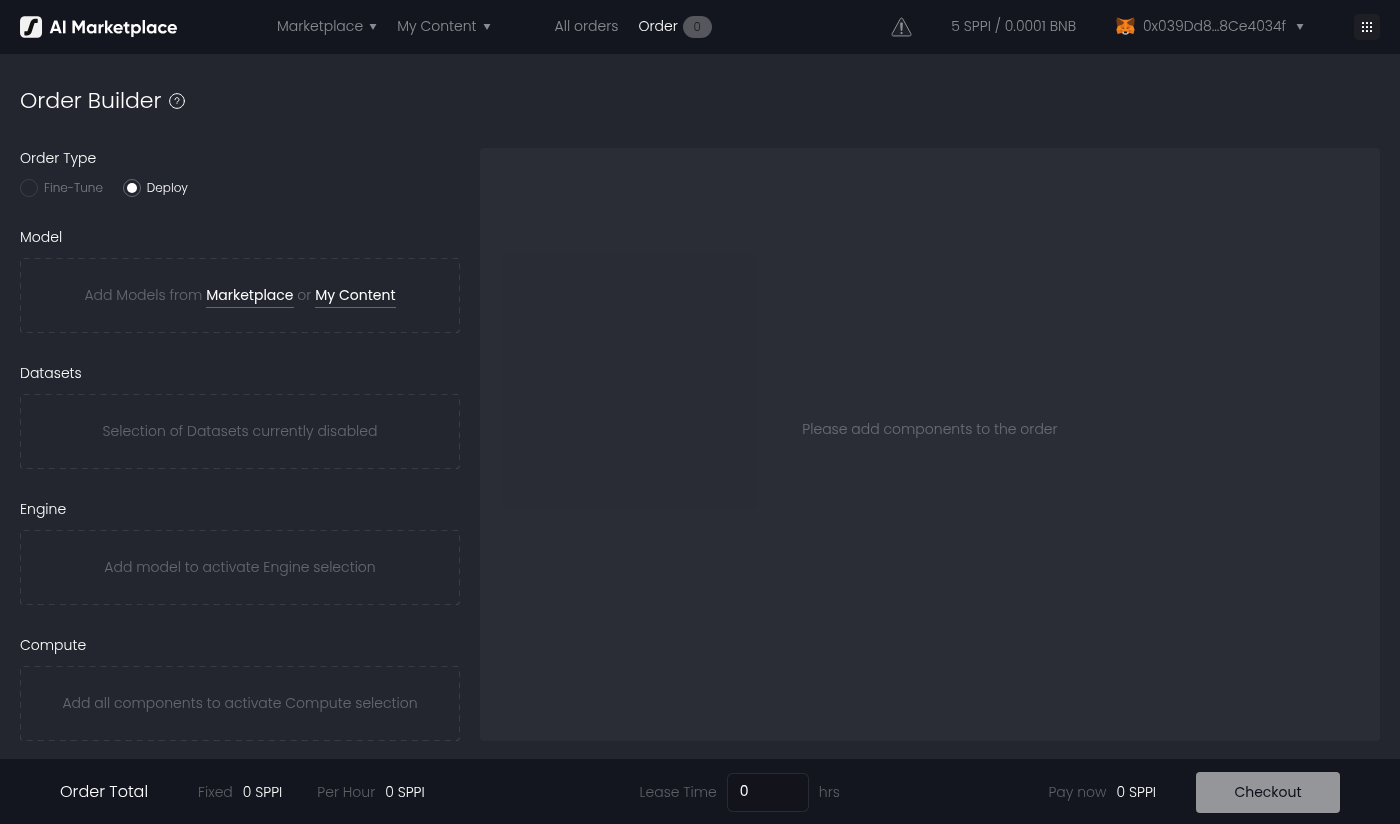 AI Marketplace
Marketplace
My Content
All orders
Order 0
5 SPPI / 0.0001 BNB
0x039Dd8...8Ce4034f
Order Builder ?
Order Type
Fine-Tune
Deploy
Model
Add Models from Marketplace or My Content
Datasets
Selection of Datasets currently disabled
Engine
Add model to activate Engine selection
Compute
Add all components to activate Compute selection
Please add components to the order
Order Total
Fixed 0 SPPI
Per Hour 0 SPPI
Lease Time 0 hrs
Pay now 0 SPPI
Checkout